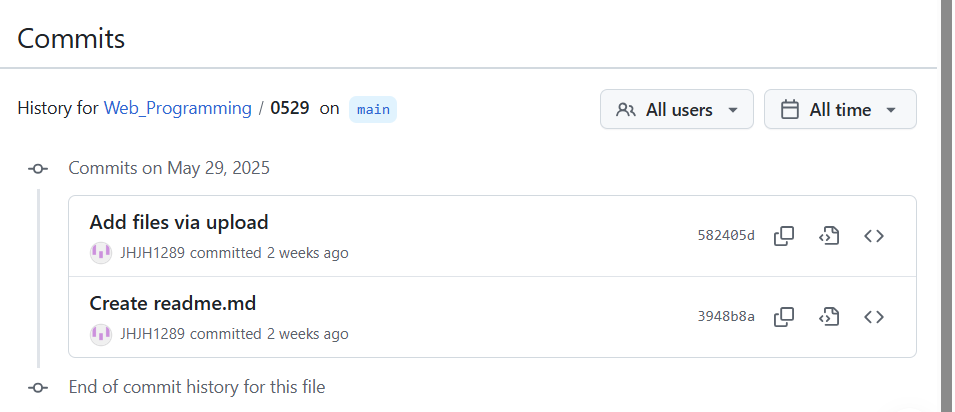 Commits
History for Web_Programming / 0529 on main
All users
All time
Commits on May 29, 2025
Add files via upload
582405d
JHJH1289 committed 2 weeks ago
Create readme.md
3948b8a
JHJH1289 committed 2 weeks ago
End of commit history for this file